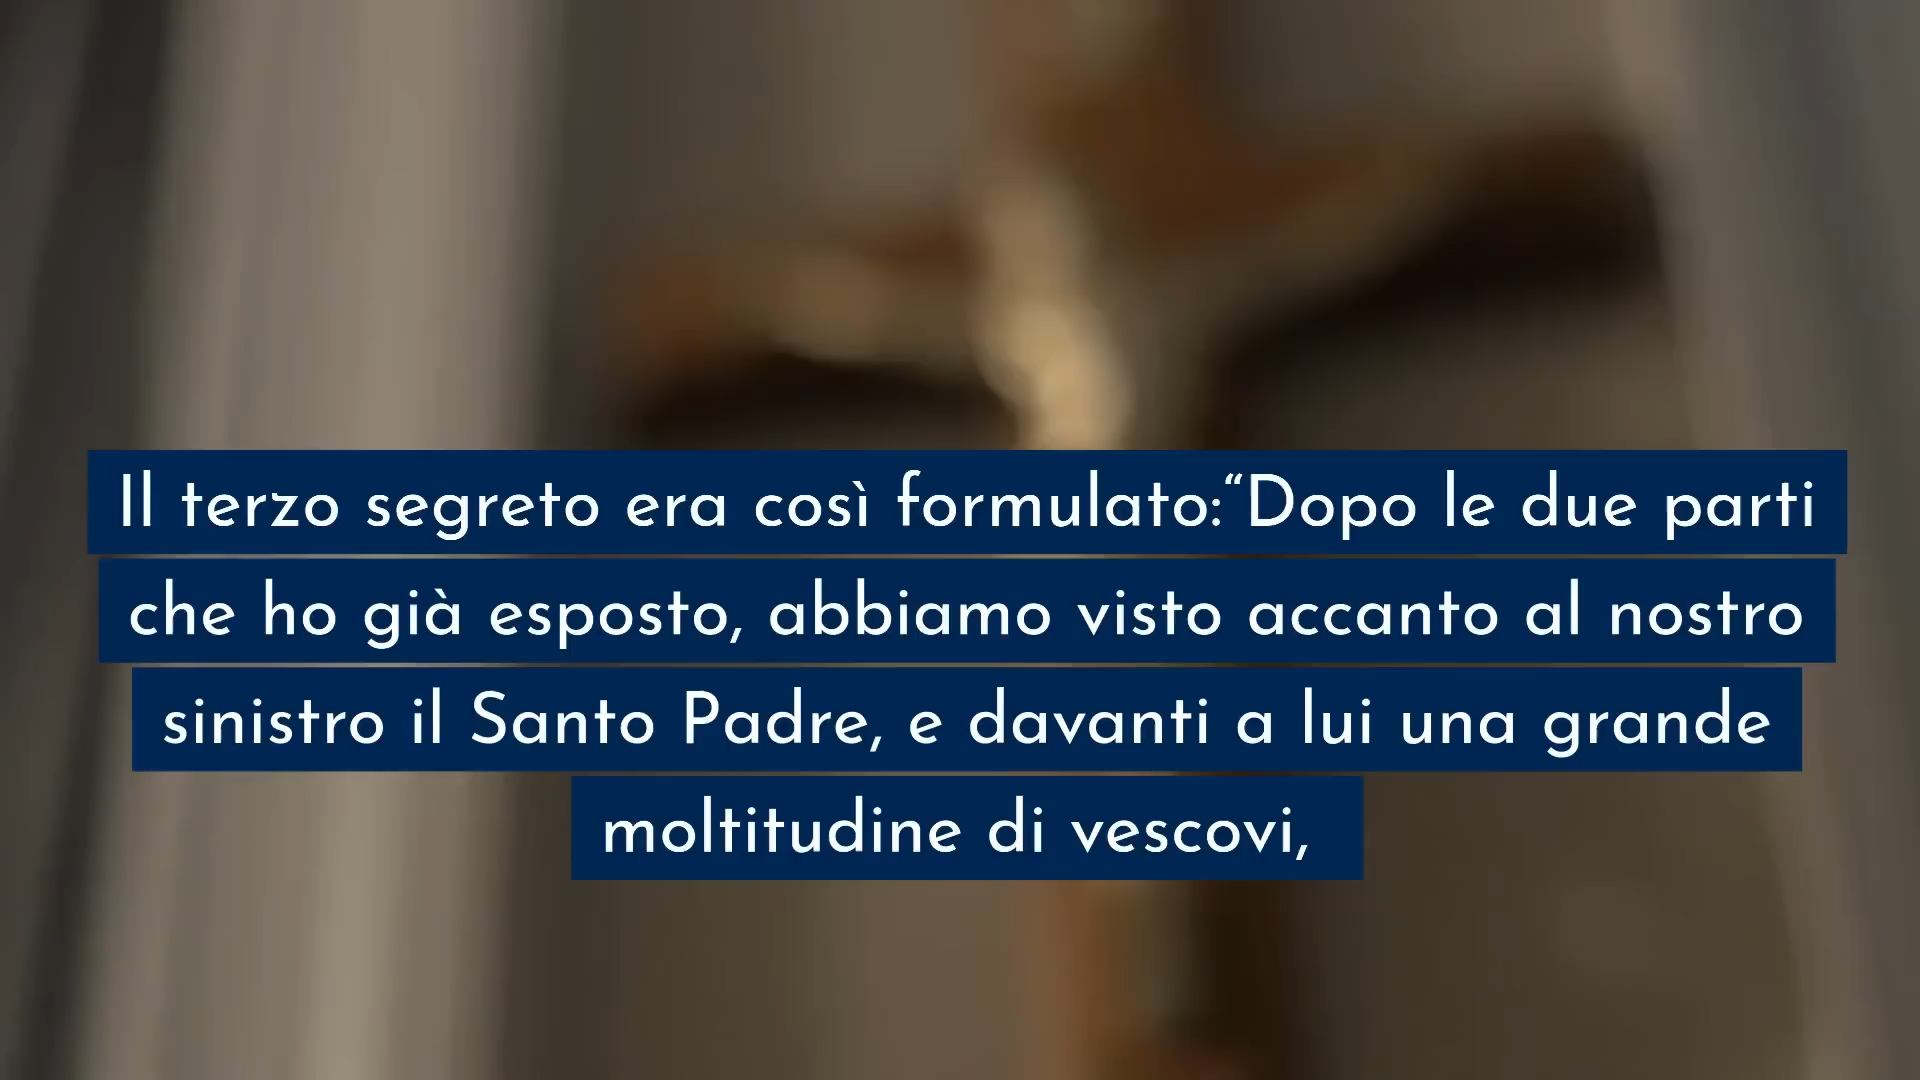 Il terzo segreto era così formulato:“Dopo le due parti
che ho già esposto, abbiamo visto accanto al nostro
sinistro il Santo Padre, e davanti a lui una grande
moltitudine di vescovi,